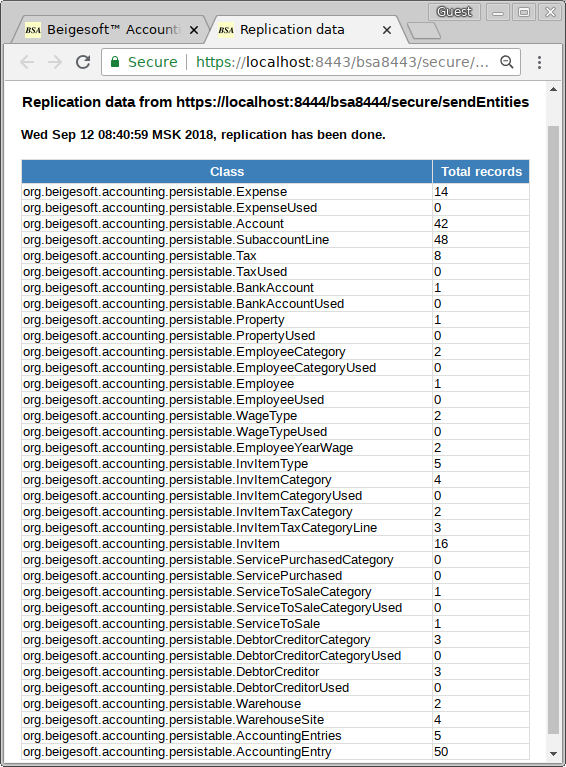 Guest
BSA Beigesoft™ Account
BSA Replication data
Secure https://localhost:8443/bsa8443/secure/...
Replication data from https://localhost:8444/bsa8444/secure/sendEntities
Wed Sep 12 08:40:59 MSK 2018, replication has been done.
Class Total records
org.beigesoft.accounting.persistable.Expense 14
org.beigesoft.accounting.persistable.ExpenseUsed 0
org.beigesoft.accounting.persistable.Account 42
org.beigesoft.accounting.persistable.SubaccountLine 48
org.beigesoft.accounting.persistable.Tax 8
org.beigesoft.accounting.persistable.TaxUsed 0
org.beigesoft.accounting.persistable.BankAccount 1
org.beigesoft.accounting.persistable.BankAccountUsed 0
org.beigesoft.accounting.persistable.Property 1
org.beigesoft.accounting.persistable.PropertyUsed 0
org.beigesoft.accounting.persistable.EmployeeCategory 2
org.beigesoft.accounting.persistable.EmployeeCategoryUsed 0
org.beigesoft.accounting.persistable.Employee 1
org.beigesoft.accounting.persistable.EmployeeUsed 0
org.beigesoft.accounting.persistable.WageType 2
org.beigesoft.accounting.persistable.WageTypeUsed 0
org.beigesoft.accounting.persistable.EmployeeYearWage 2
org.beigesoft.accounting.persistable.InvItemType 5
org.beigesoft.accounting.persistable.InvItemCategory 4
org.beigesoft.accounting.persistable.InvItemCategoryUsed 0
org.beigesoft.accounting.persistable.InvItemTaxCategory 2
org.beigesoft.accounting.persistable.InvItemTaxCategoryLine 3
org.beigesoft.accounting.persistable.InvItem 16
org.beigesoft.accounting.persistable.ServicePurchasedCategory 0
org.beigesoft.accounting.persistable.ServicePurchased 0
org.beigesoft.accounting.persistable.ServiceToSaleCategory 1
org.beigesoft.accounting.persistable.ServiceToSaleCategoryUsed 0
org.beigesoft.accounting.persistable.ServiceToSale 1
org.beigesoft.accounting.persistable.DebtorCreditorCategory 3
org.beigesoft.accounting.persistable.DebtorCreditorCategoryUsed 0
org.beigesoft.accounting.persistable.DebtorCreditor 3
org.beigesoft.accounting.persistable.DebtorCreditorUsed 0
org.beigesoft.accounting.persistable.Warehouse 2
org.beigesoft.accounting.persistable.WarehouseSite 4
org.beigesoft.accounting.persistable.AccountingEntries 5
org.beigesoft.accounting.persistable.AccountingEntry 50